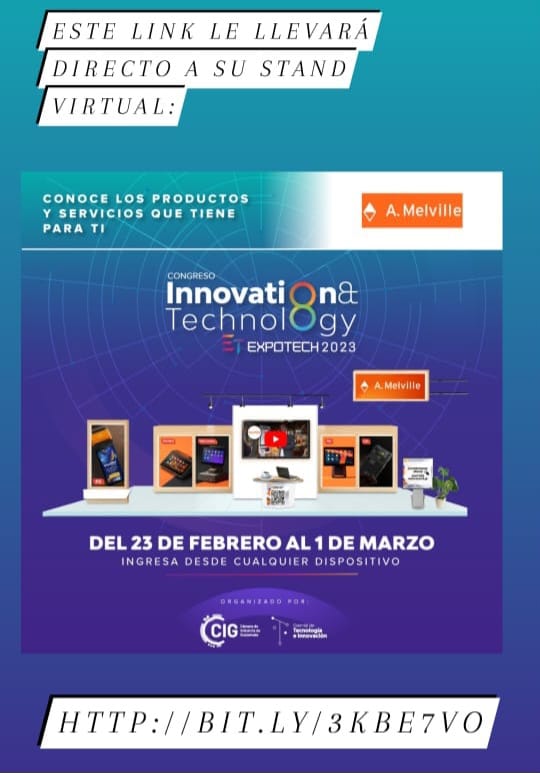 ESTE LINK LE LLEVARÁ
DIRECTO A SU STAND
VIRTUAL:
CONOCE LOS PRODUCTOS
Y SERVICIOS QUE TIENE
PARA TI
A. Melville
CONGRESO
Innovation&
Technology
ET EXPOTECH 2023
A. Melville
DEL 23 DE FEBRERO AL 1 DE MARZO
INGRESA DESDE CUALQUIER DISPOSITIVO
ORGANIZADO POR:
CIG
Cámara de
Industria de
Guatemala
Tecnología
e Innovación
HTTP://BIT.LY/3KBE7VO